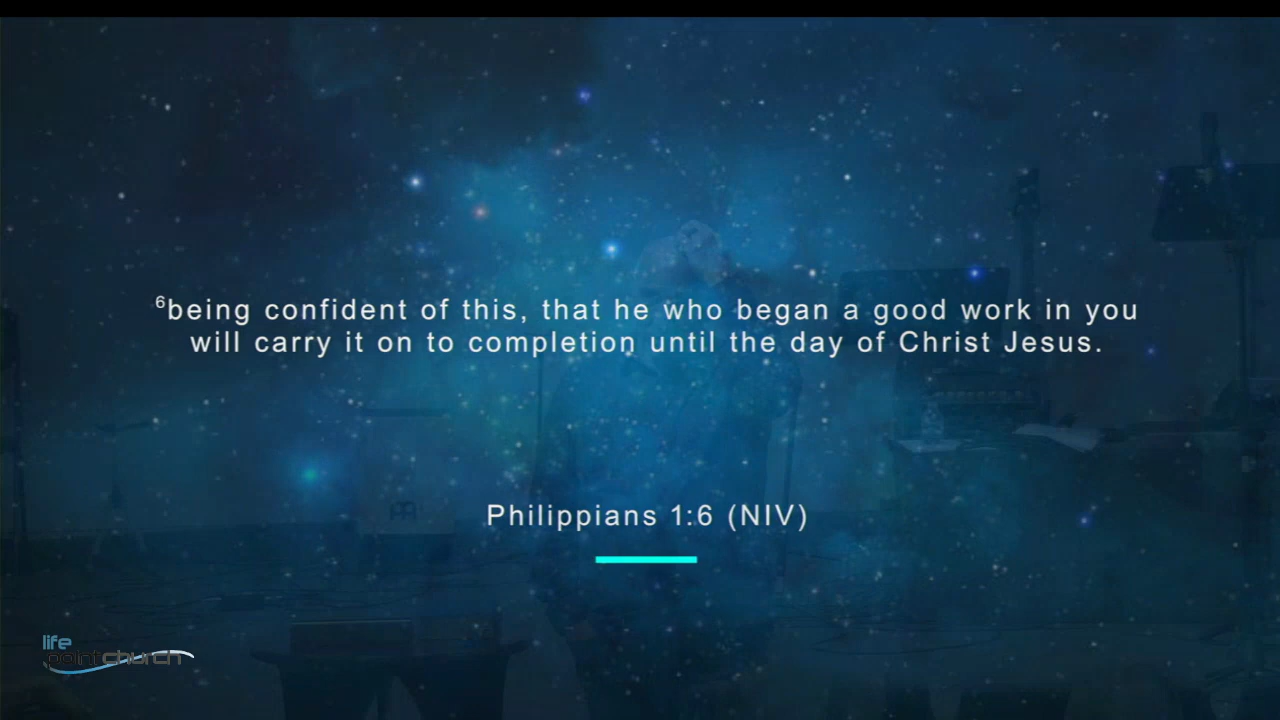 ⁶being confident of this, that he who began a good work in you
will carry it on to completion until the day of Christ Jesus.
Philippians 1:6 (NIV)
life
pointchurch